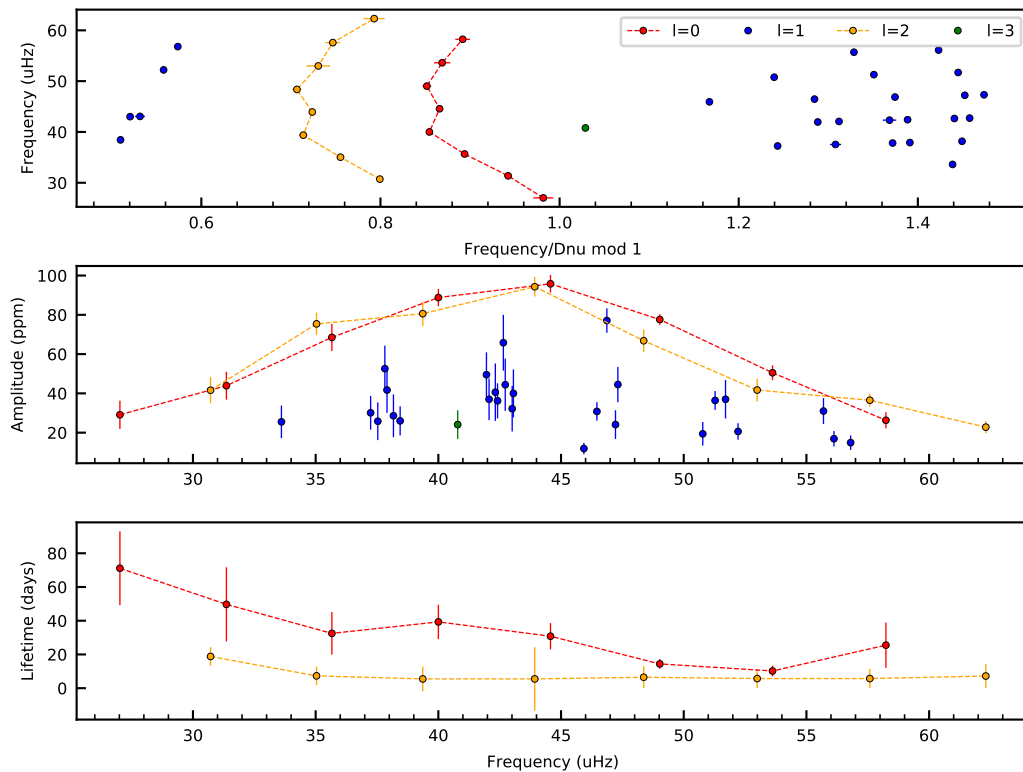 l=0 l=1 l=2 l=3
Frequency (uHz)
60
50
40
30
0.6 0.8 1.0 1.2 1.4
Frequency/Dnu mod 1
Amplitude (ppm)
100
80
60
40
20
30 35 40 45 50 55 60
Lifetime (days)
80
60
40
20
0
30 35 40 45 50 55 60
Frequency (uHz)